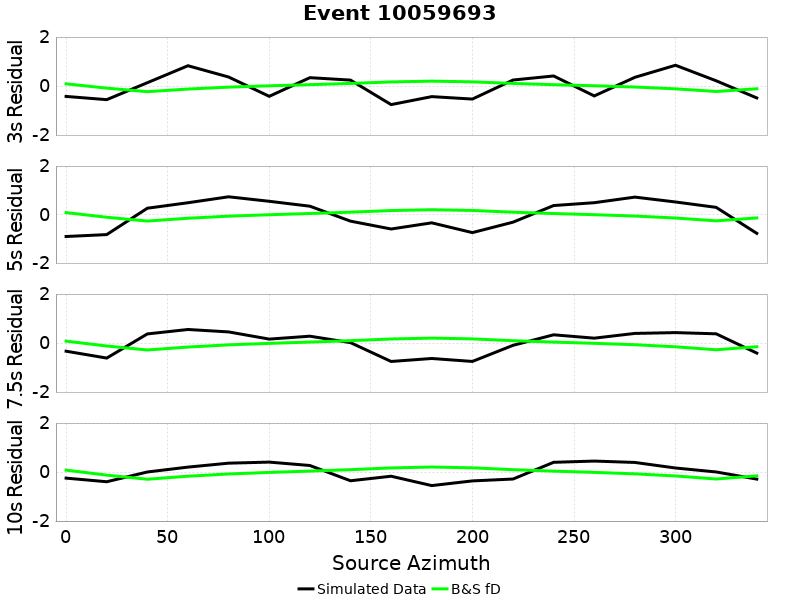 Event 10059693
3s Residual
2
0
-2
5s Residual
2
0
-2
7.5s Residual
2
0
-2
10s Residual
2
0
-2
0 50 100 150 200 250 300
Source Azimuth
Simulated Data B&S fD